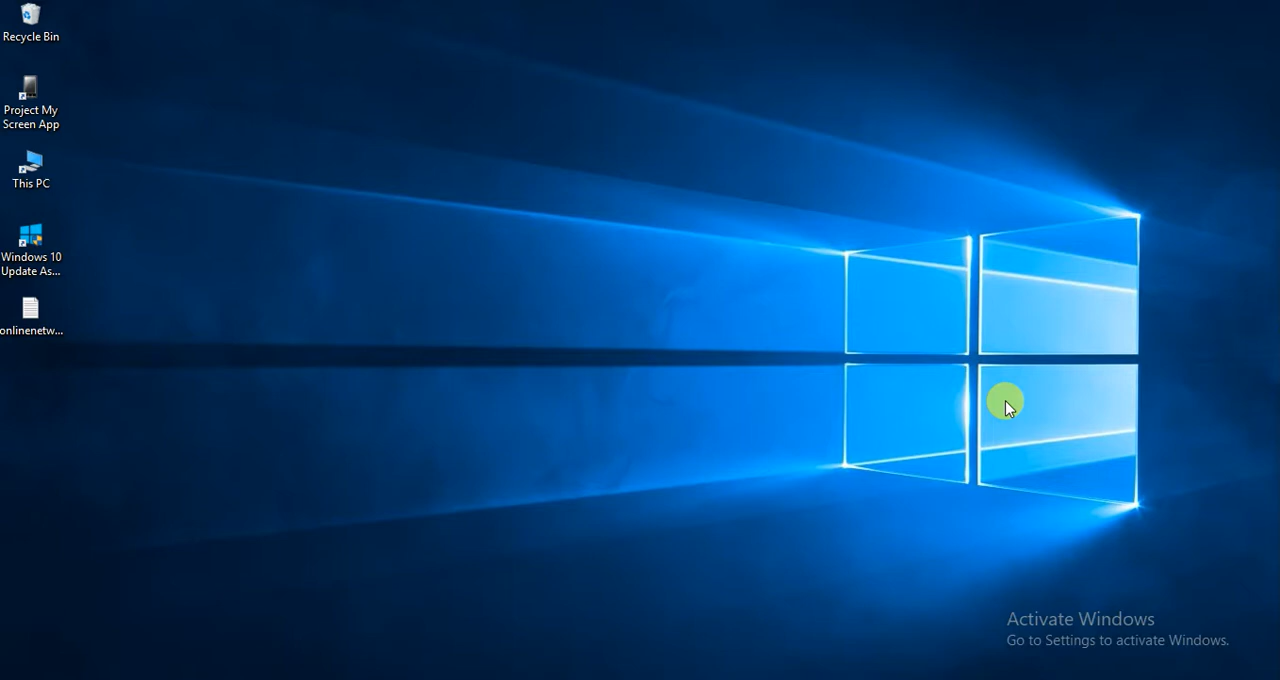 Recycle Bin
Project My
Screen App
This PC
Windows 10
Update As...
onlinenetw...
Activate Windows
Go to Settings to activate Windows.